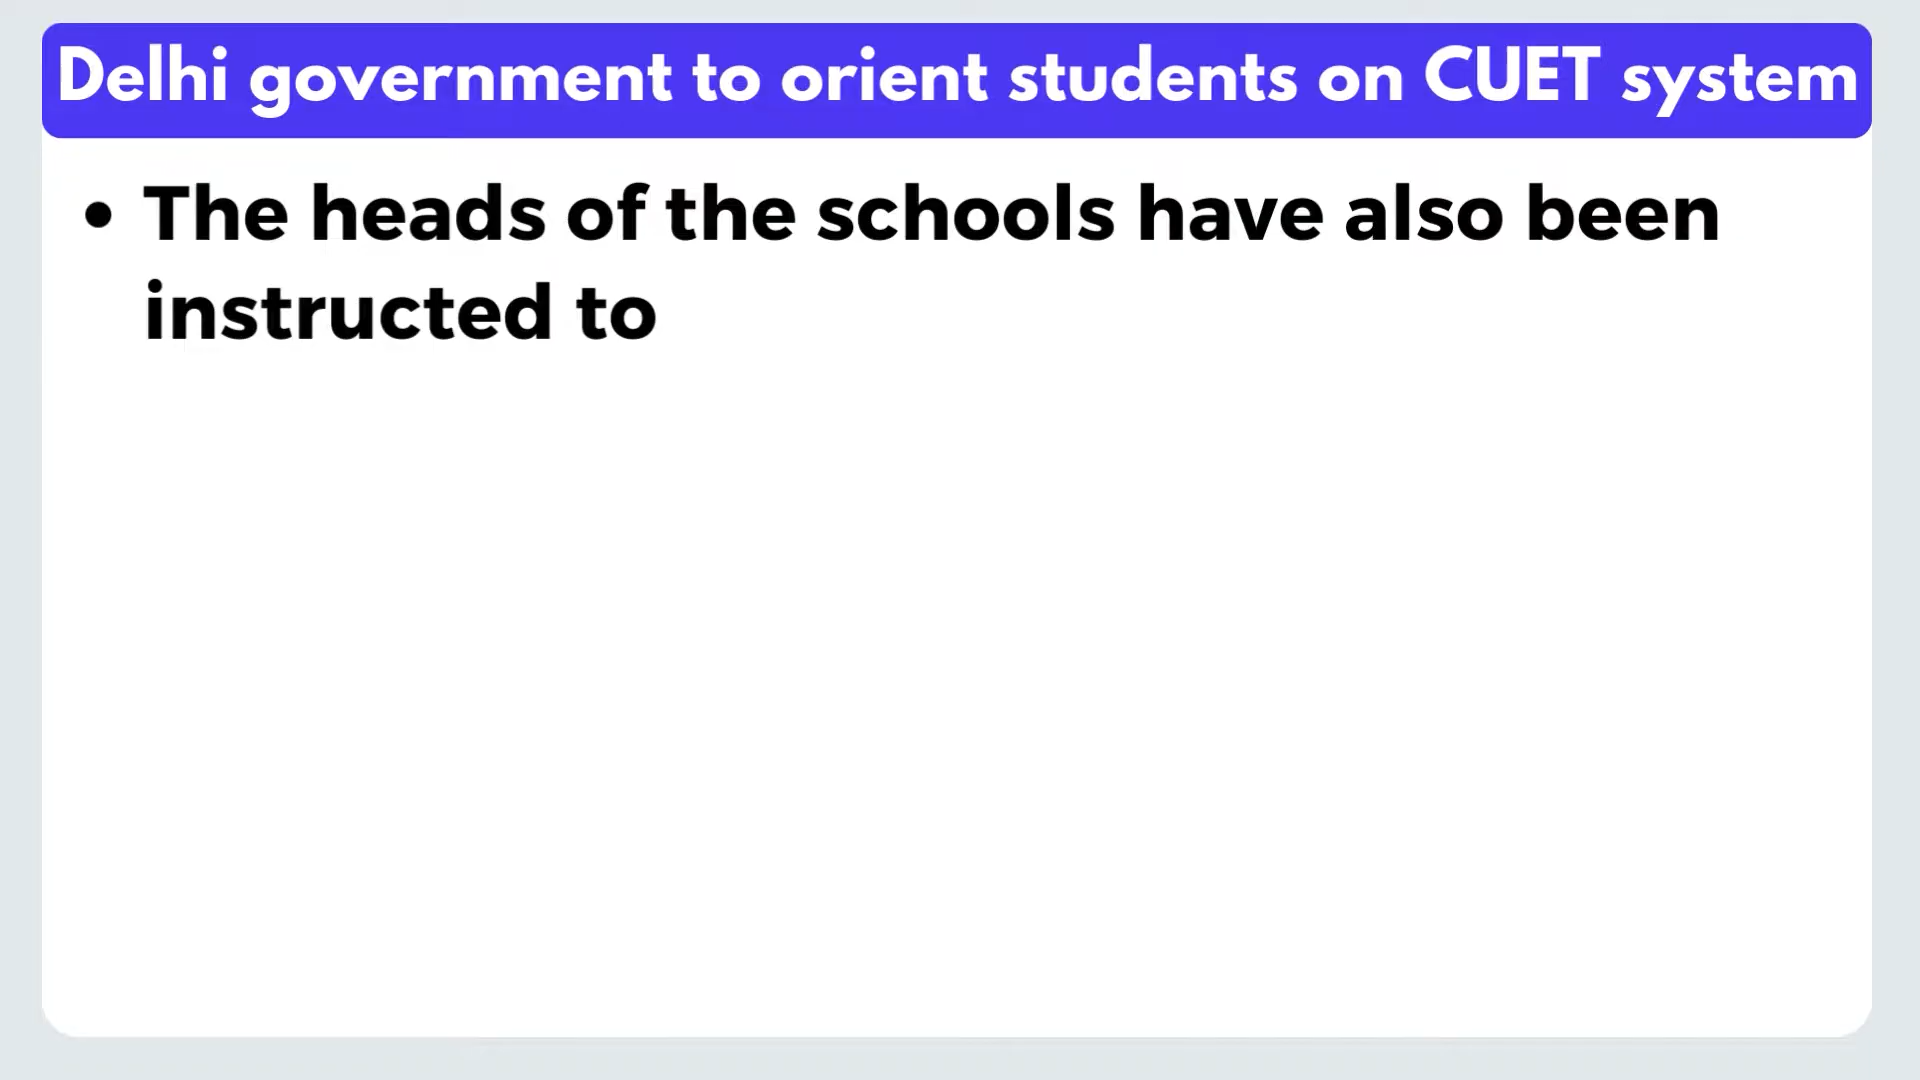 Delhi government to orient students on CUET system
• The heads of the schools have also been
instructed to